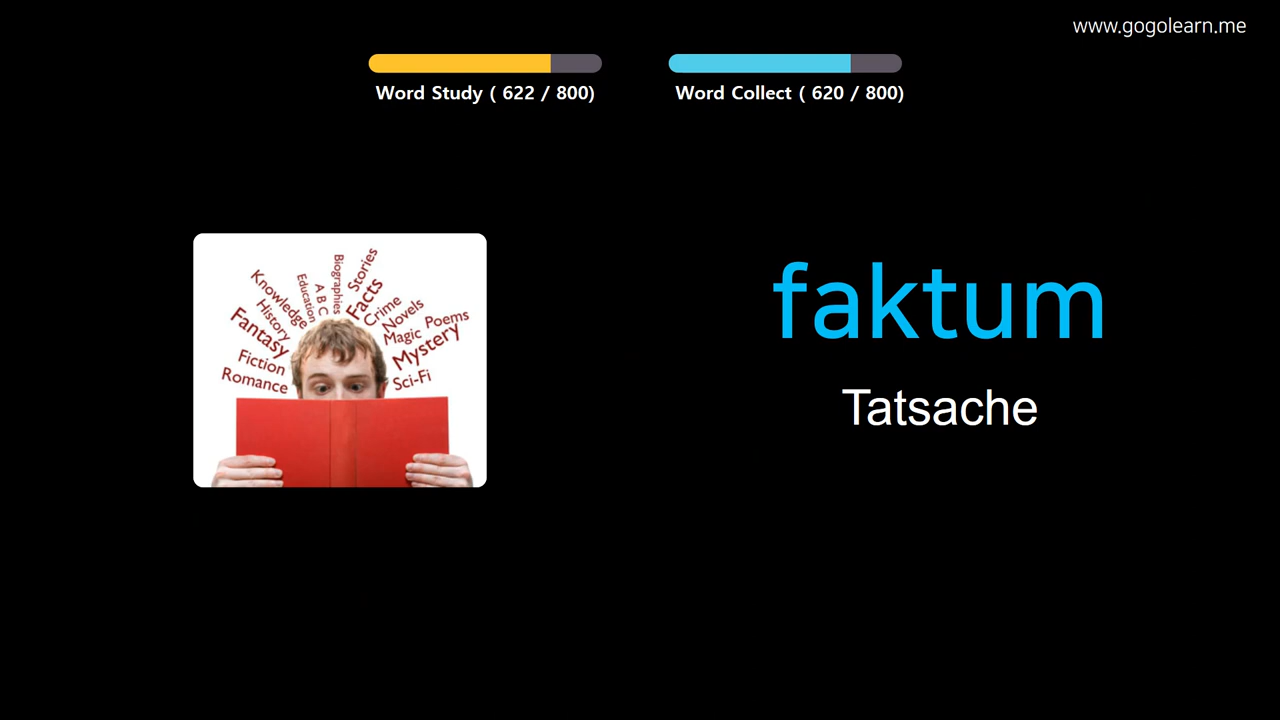 www.gogolearn.me
Word Study ( 622 / 800)
Word Collect ( 620 / 800)
faktum
Tatsache
Stories
Biographies
Facts
A B C
Education
Knowledge
Crime
History
Novels
Poems
Fantasy
Magic
Mystery
Fiction
Romance
Sci-Fi